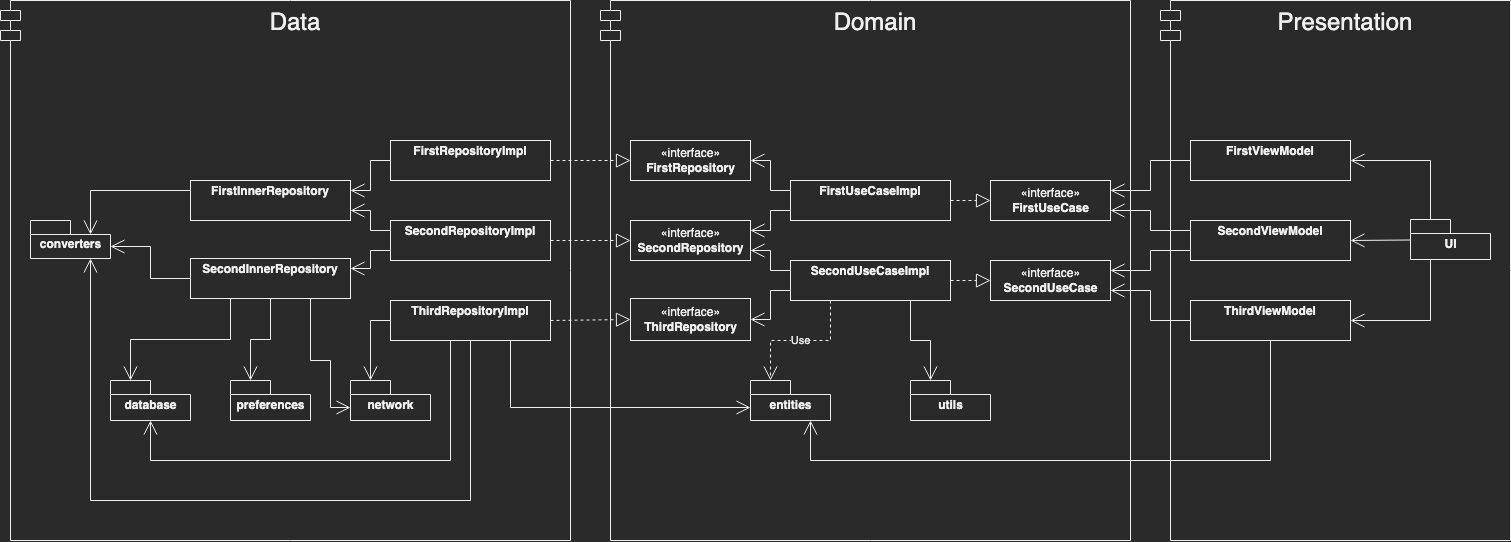 Data
Domain
Presentation
FirstRepositoryImpl
«interface»
FirstRepository
FirstViewModel
FirstInnerRepository
FirstUseCaseImpl
«interface»
FirstUseCase
converters
SecondRepositoryImpl
«interface»
SecondRepository
SecondViewModel
UI
SecondInnerRepository
SecondUseCaseImpl
«interface»
SecondUseCase
ThirdRepositoryImpl
«interface»
ThirdRepository
ThirdViewModel
Use
database
preferences
network
entities
utils